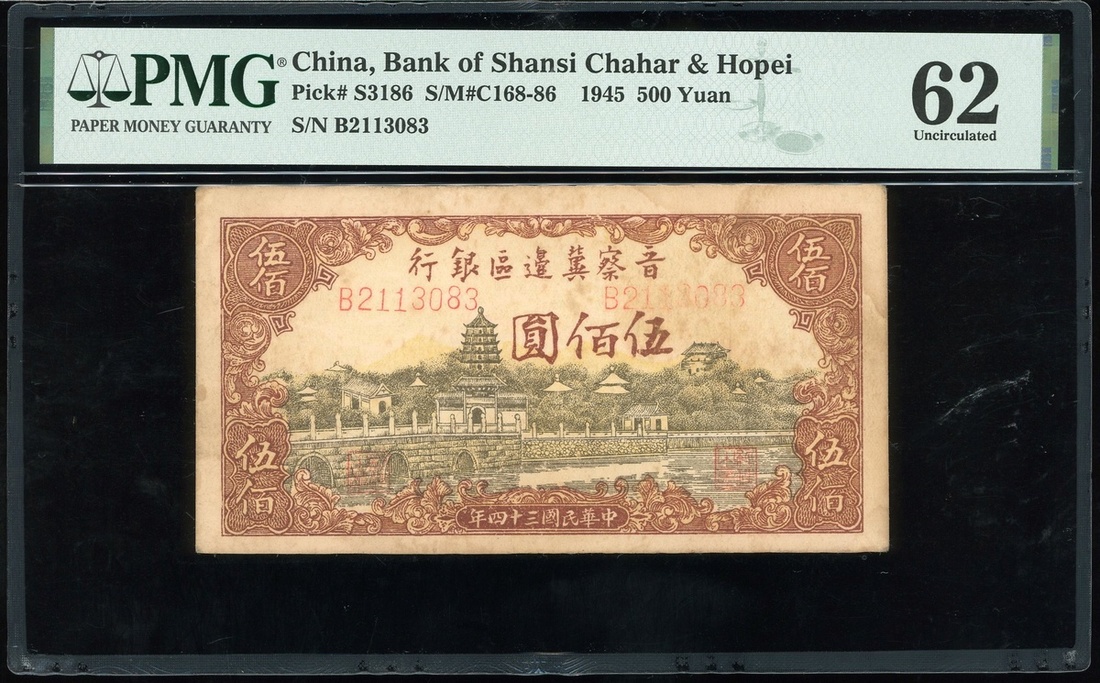 PMG®
PAPER MONEY GUARANTY
China, Bank of Shansi Chahar & Hopei
Pick# S3186 S/M#C168-86 1945 500 Yuan
S/N B2113083
62
Uncirculated
伍佰
晉察冀邊區銀行
伍佰
B2113083 B2113083
伍佰圓
伍佰
伍佰
中華民國三十四年